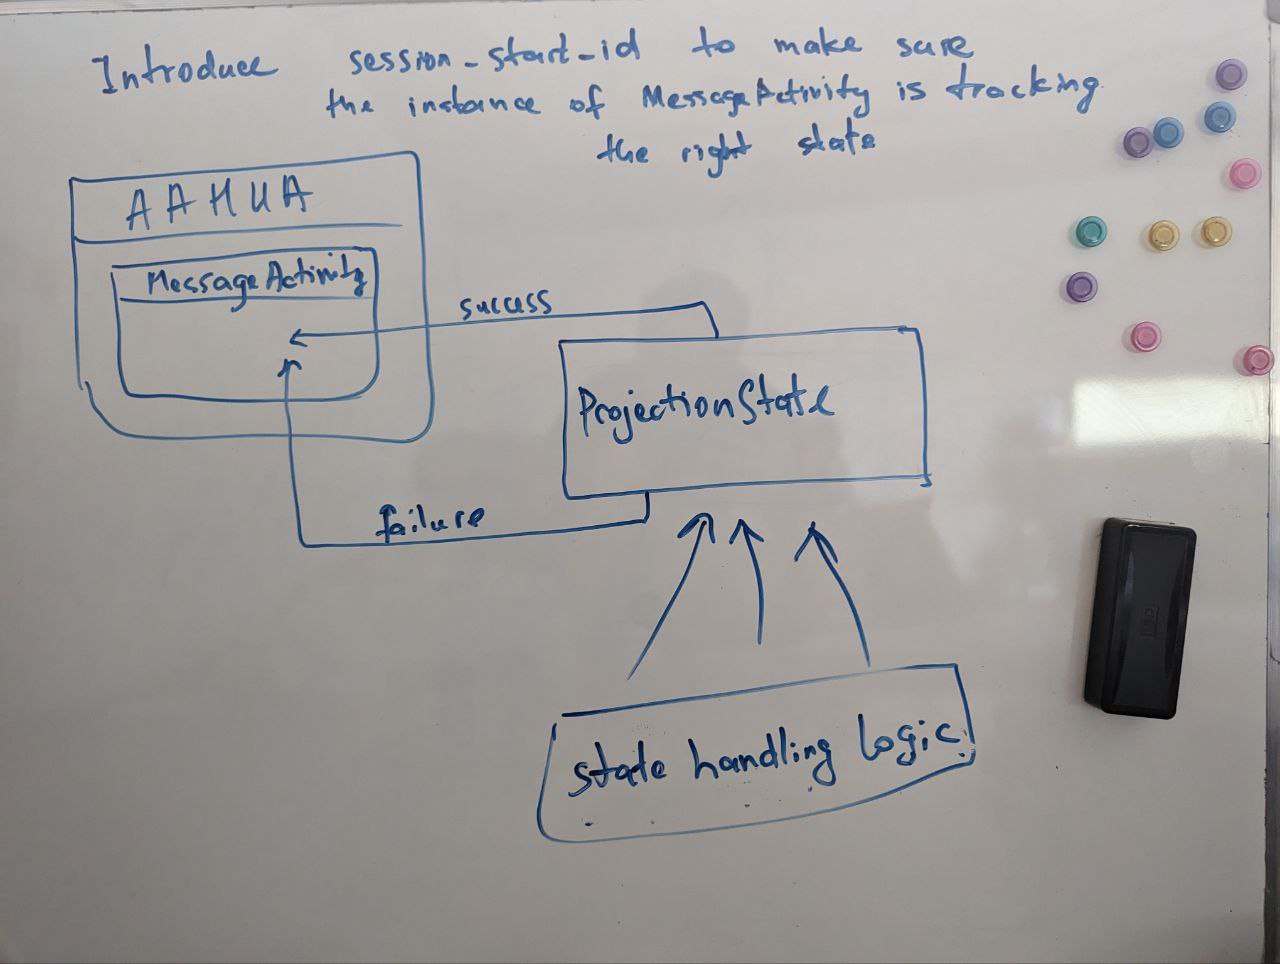 Introduce session_start_id to make sure
the instance of MessageActivity is tracking
the right state
AAHUA
MessageActivity
success
ProjectionState
failure
state handling logic